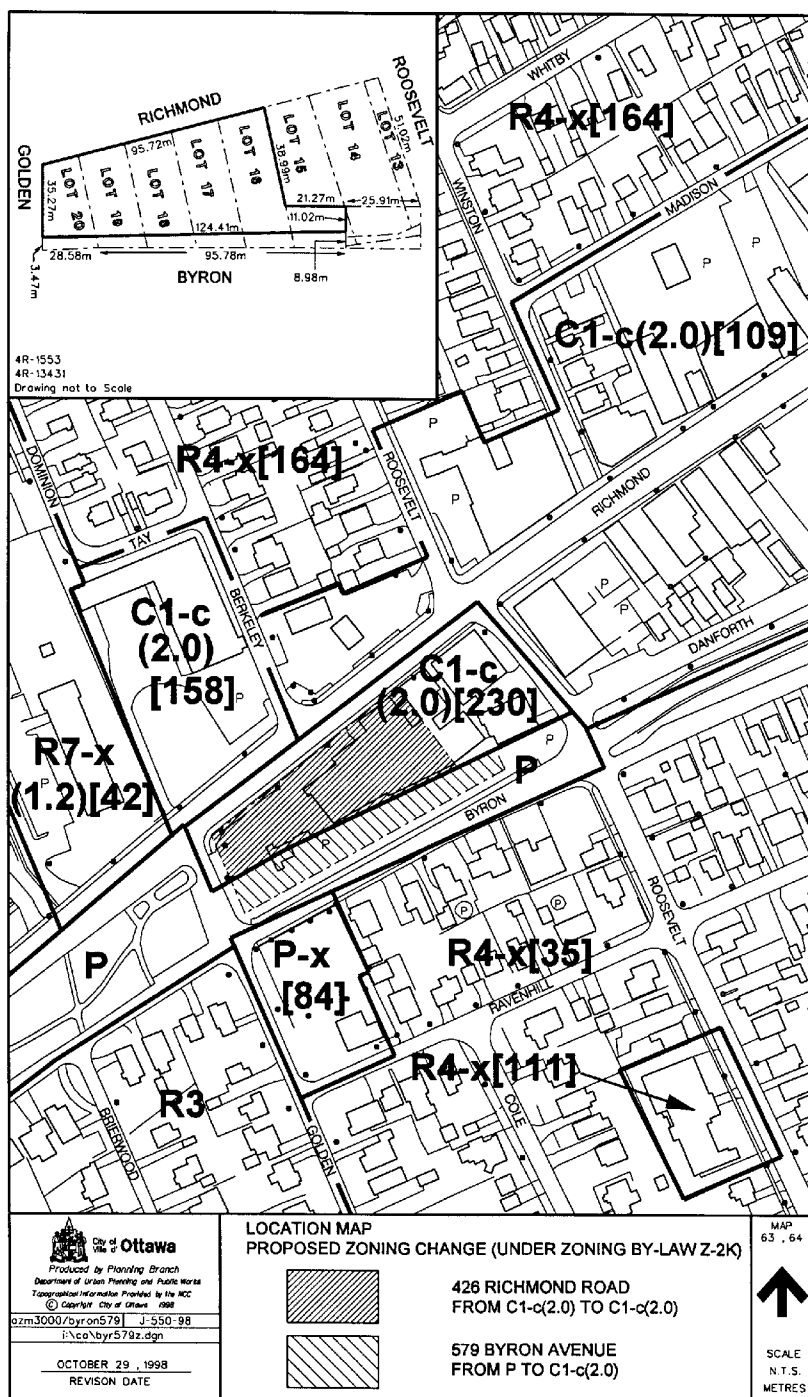 RICHMOND
ROOSEVELT
GOLDEN
95.72m
35.27m
LOT 20
LOT 19
LOT 18
LOT 17
LOT 16
LOT 15
LOT 14
LOT 13
38.99m
51.02m
21.27m
25.91m
11.02m
124.41m
3.47m
28.58m
95.78m
8.98m
BYRON
4R-1553
4R-13431
Drawing not to Scale
WHITBY
R4-x[164]
WINSTON
MADISON
P
C1-c(2.0)[109]
P
DOMINION
R4-x[164]
ROOSEVELT
P
P
RICHMOND
TAY
BERKELEY
C1-c
(2.0)
[158]
P
P
P
DANFORTH
C1-c
(2.0)[230]
R7-x
(1.2)[42]
P
P
P
P
BYRON
P
ROOSEVELT
P
P
P
P-x
[84]
R4-x[35]
RAVENHILL
R4-x[111]
R3
BRIERWOOD
GOLDEN
COLE
City of
Ville d'
Ottawa
Produced by Planning Branch
Department of Urban Planning and Public Works
Topographical Information Provided by the NCC
© Copyright City of Ottawa 1998
azm3000/byron579 J-550-98
i:\co\byr579z.dgn
OCTOBER 29 , 1998
REVISON DATE
LOCATION MAP
PROPOSED ZONING CHANGE (UNDER ZONING BY-LAW Z-2K)
426 RICHMOND ROAD
FROM C1-c(2.0) TO C1-c(2.0)
579 BYRON AVENUE
FROM P TO C1-c(2.0)
MAP
63 , 64
SCALE
N.T.S.
METRES